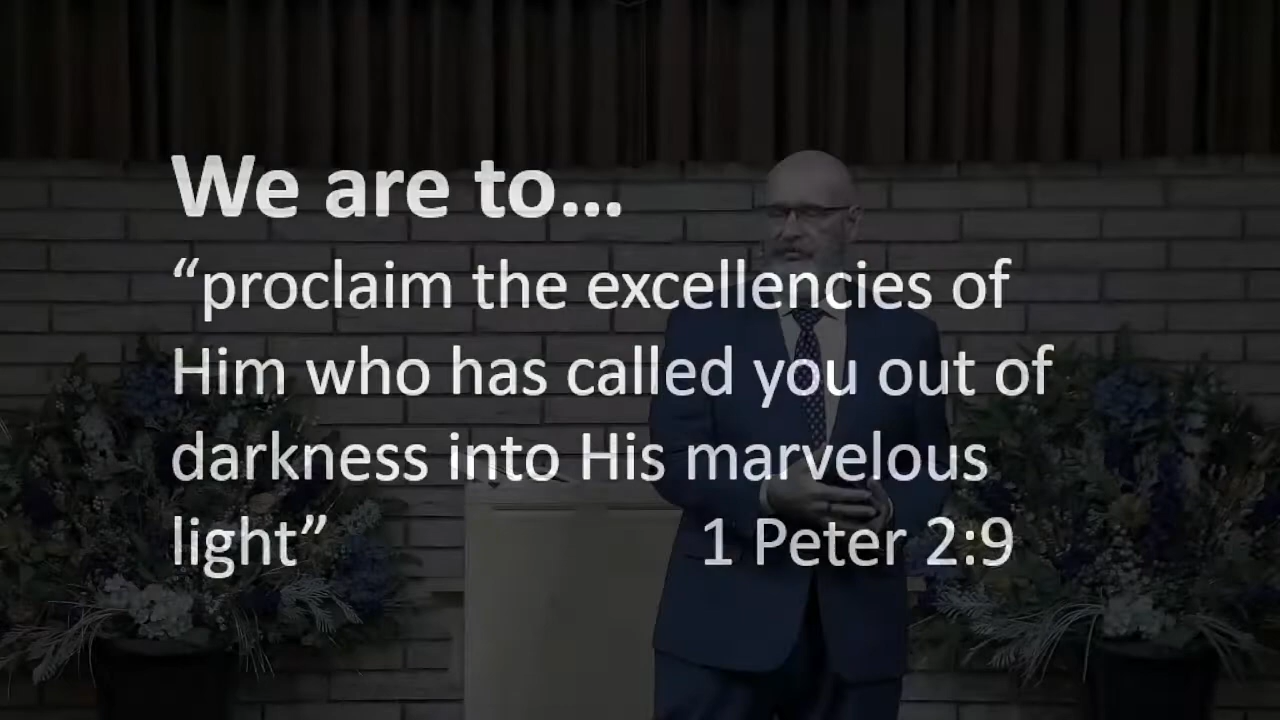 We are to...
“proclaim the excellencies of
Him who has called you out of
darkness into His marvelous
light” 1 Peter 2:9